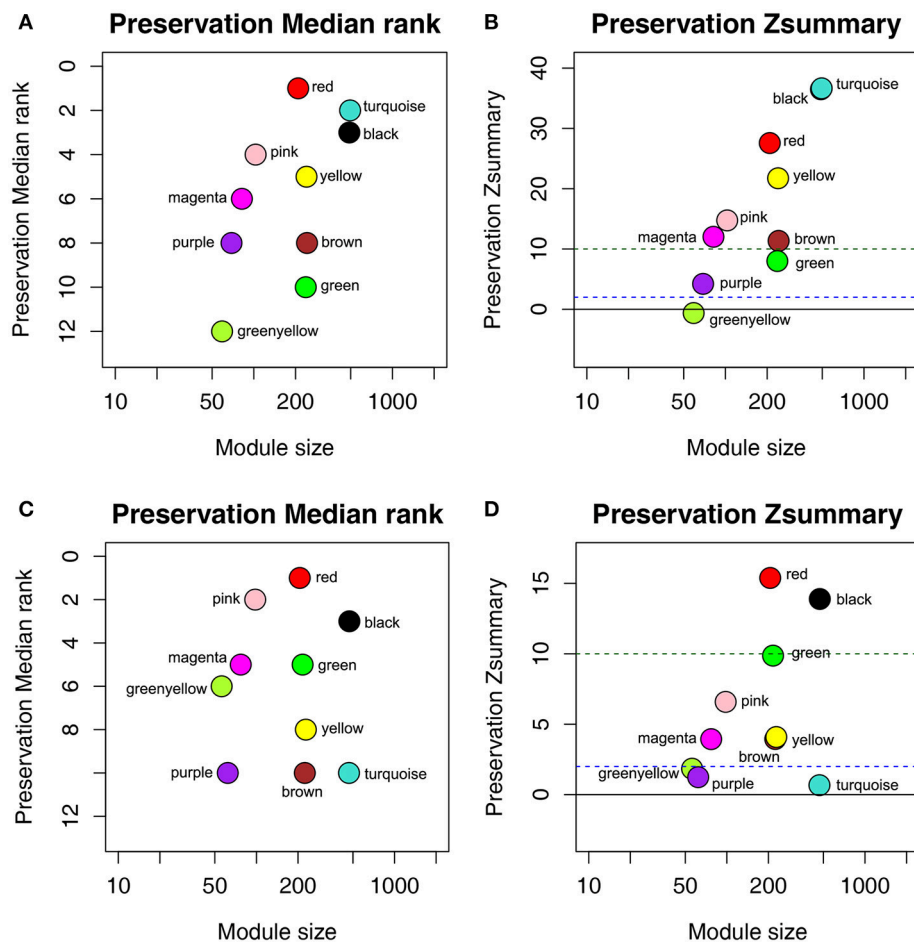 A Preservation Median rank
Preservation Median rank
0
2
4
6
8
10
12
red
turquoise
black
pink
yellow
magenta
purple
brown
green
greenyellow
10 50 200 1000
Module size
B Preservation Zsummary
Preservation Zsummary
40
30
20
10
0
turquoise
black
red
yellow
pink
magenta
brown
green
purple
greenyellow
10 50 200 1000
Module size
C Preservation Median rank
Preservation Median rank
0
2
4
6
8
10
12
red
pink
black
magenta
green
greenyellow
yellow
purple
brown
turquoise
10 50 200 1000
Module size
D Preservation Zsummary
Preservation Zsummary
15
10
5
0
red
black
green
pink
magenta
yellow
brown
greenyellow
purple
turquoise
10 50 200 1000
Module size